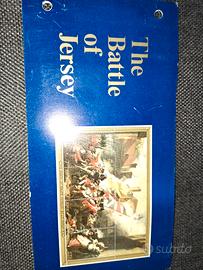 The
Battle
of
Jersey
subito